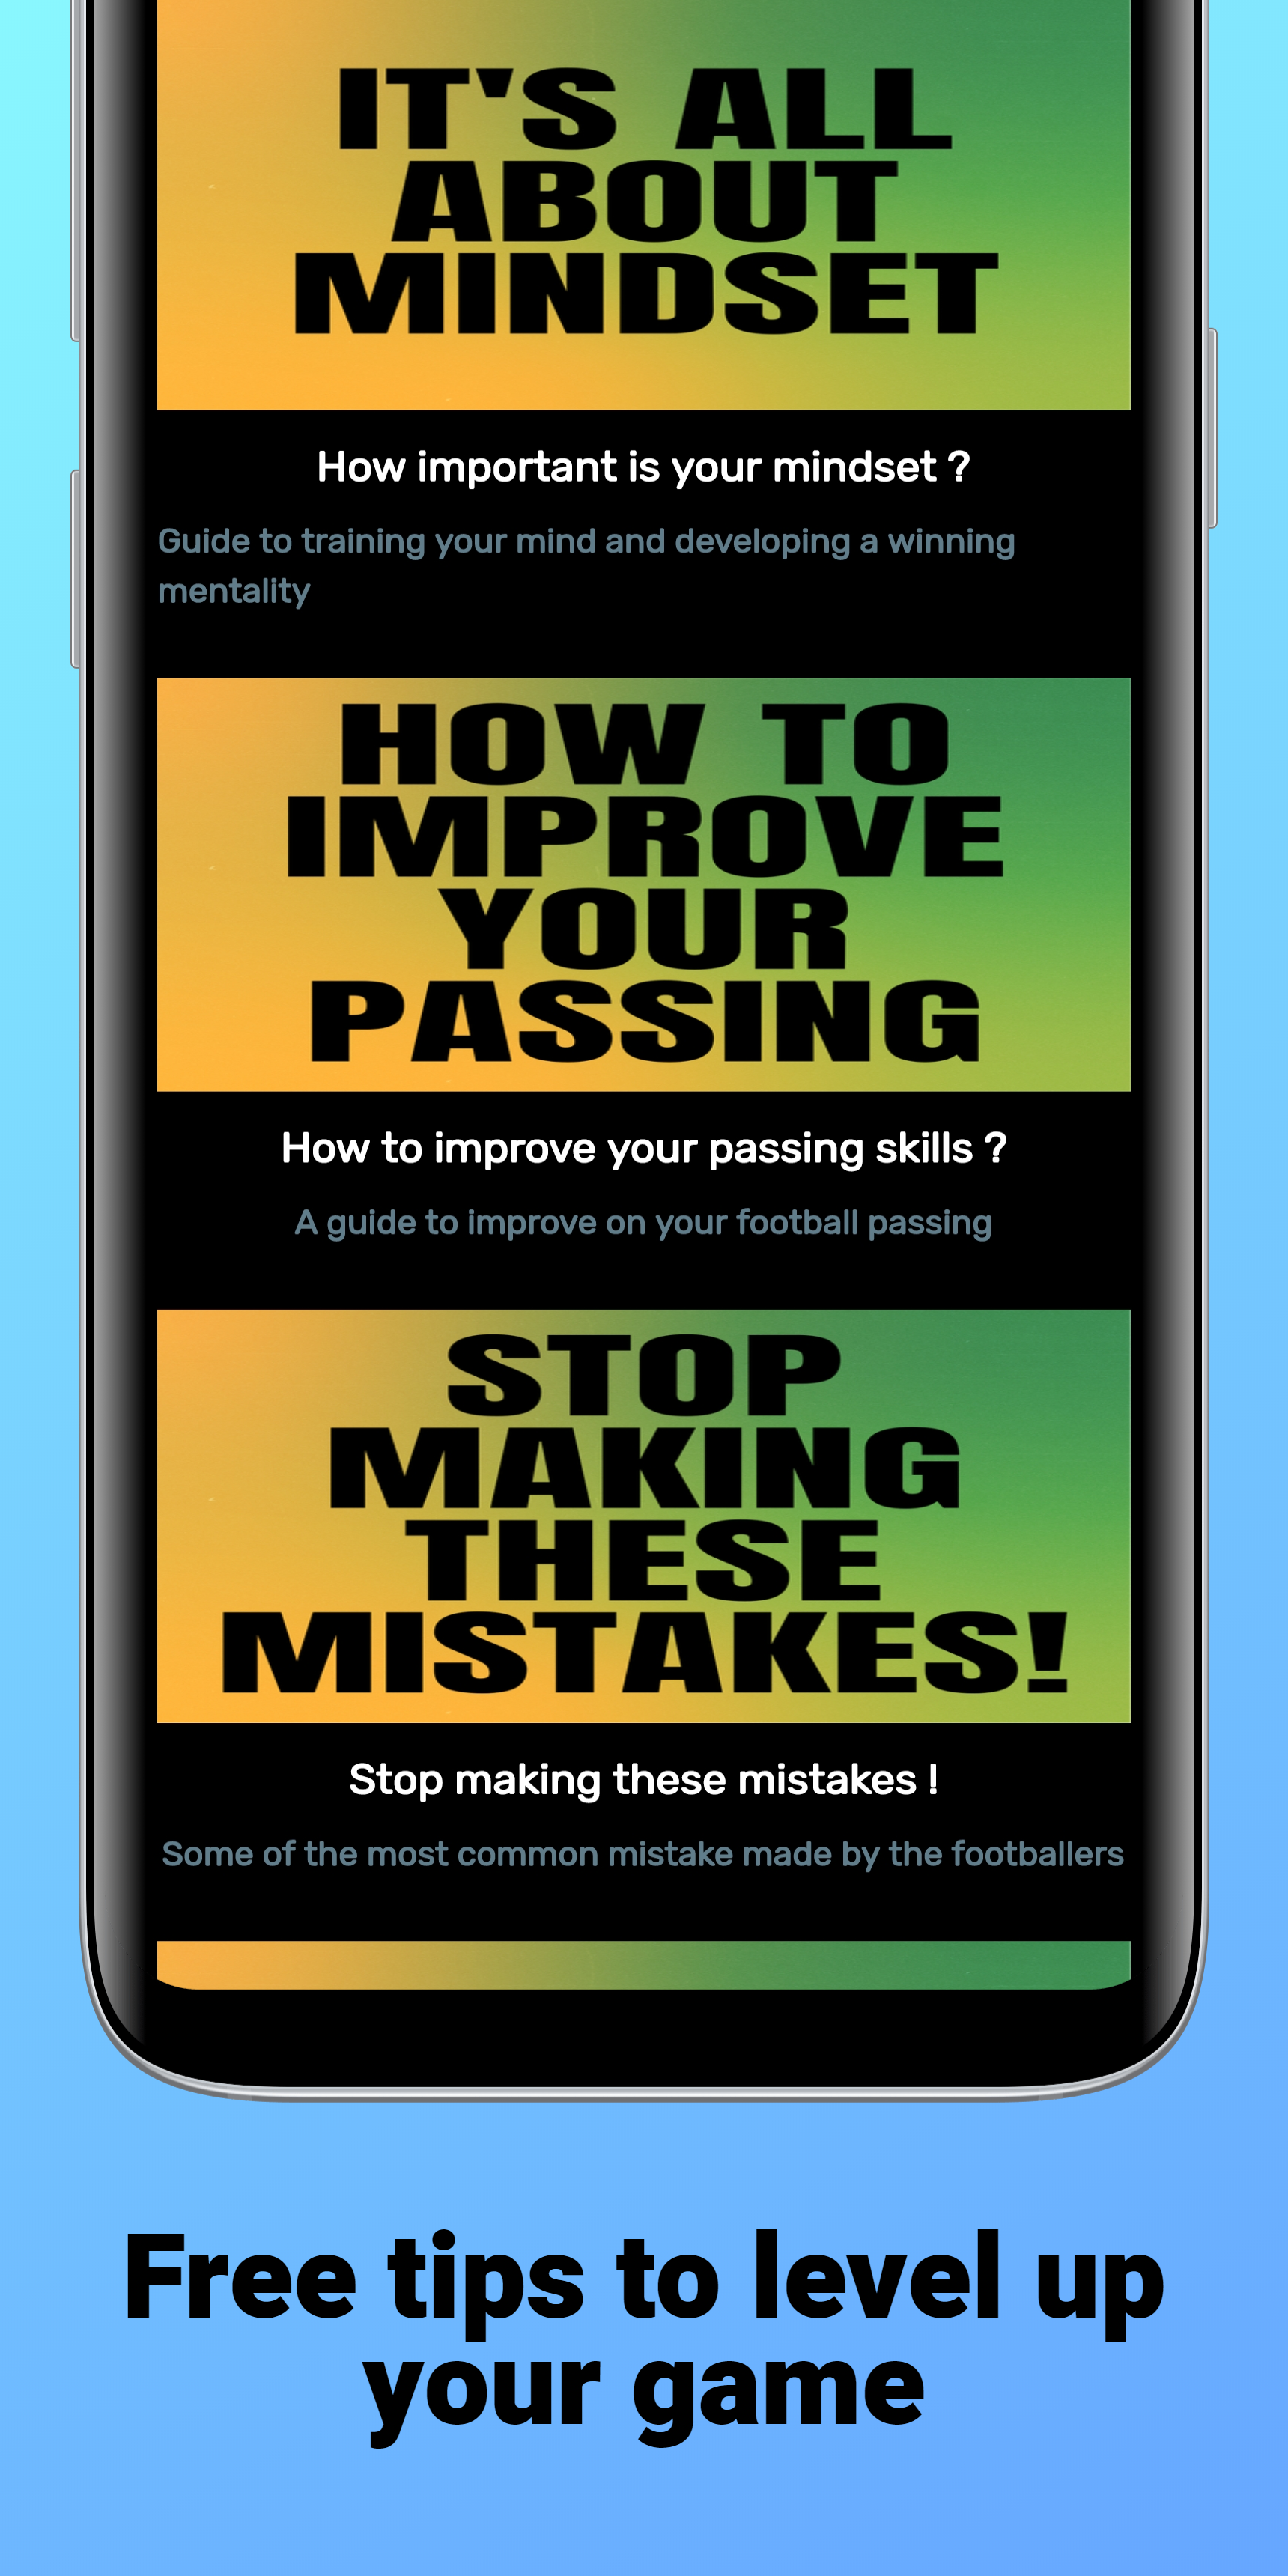 IT'S ALL
ABOUT
MINDSET
How important is your mindset ?
Guide to training your mind and developing a winning
mentality
HOW TO
IMPROVE
YOUR
PASSING
How to improve your passing skills ?
A guide to improve on your football passing
STOP
MAKING
THESE
MISTAKES!
Stop making these mistakes !
Some of the most common mistake made by the footballers
Free tips to level up
your game